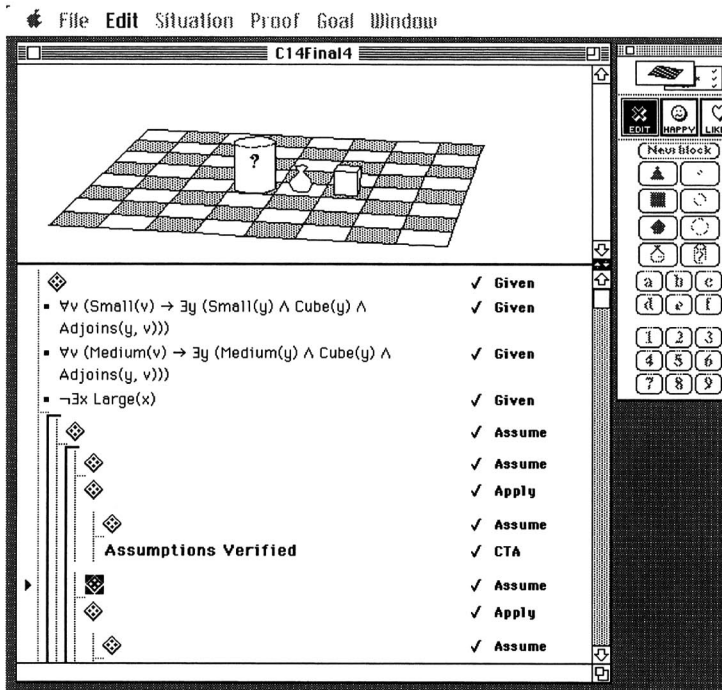 File Edit Situation Proof Goal Window
C14Final4
?
EDIT HAPPY LIK
New Block
?
a b c
d e f
1 2 3
4 5 6
7 8 9
✓ Given
▪ ∀v (Small(v) → ∃y (Small(y) ∧ Cube(y) ∧ ✓ Given
Adjoins(y, v)))
▪ ∀v (Medium(v) → ∃y (Medium(y) ∧ Cube(y) ∧ ✓ Given
Adjoins(y, v)))
▪ ¬∃x Large(x) ✓ Given
✓ Assume
✓ Assume
✓ Apply
✓ Assume
Assumptions Verified ✓ CTA
✓ Assume
✓ Apply
✓ Assume